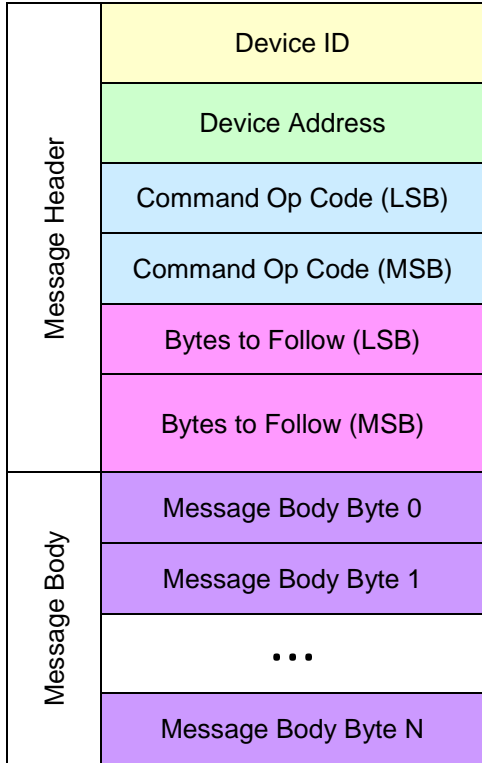 Message Header
Device ID
Device Address
Command Op Code (LSB)
Command Op Code (MSB)
Bytes to Follow (LSB)
Bytes to Follow (MSB)
Message Body
Message Body Byte 0
Message Body Byte 1
...
Message Body Byte N